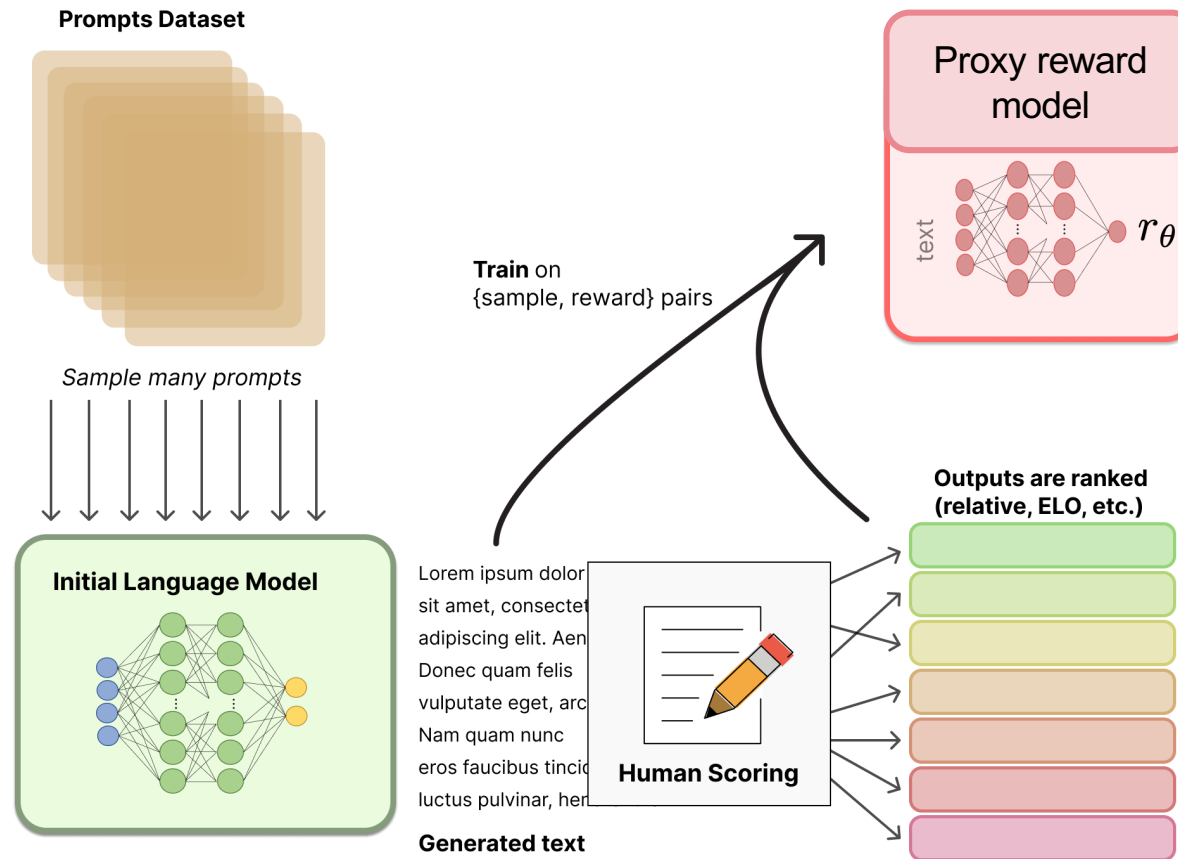 Prompts Dataset
Sample many prompts
Initial Language Model
Train on
{sample, reward} pairs
Proxy reward
model
text
r_θ
Outputs are ranked
(relative, ELO, etc.)
Lorem ipsum dolor
sit amet, consectet
adipiscing elit. Aen
Donec quam felis
vulputate eget, arc
Nam quam nunc
eros faucibus tincid
luctus pulvinar, her
Human Scoring
Generated text